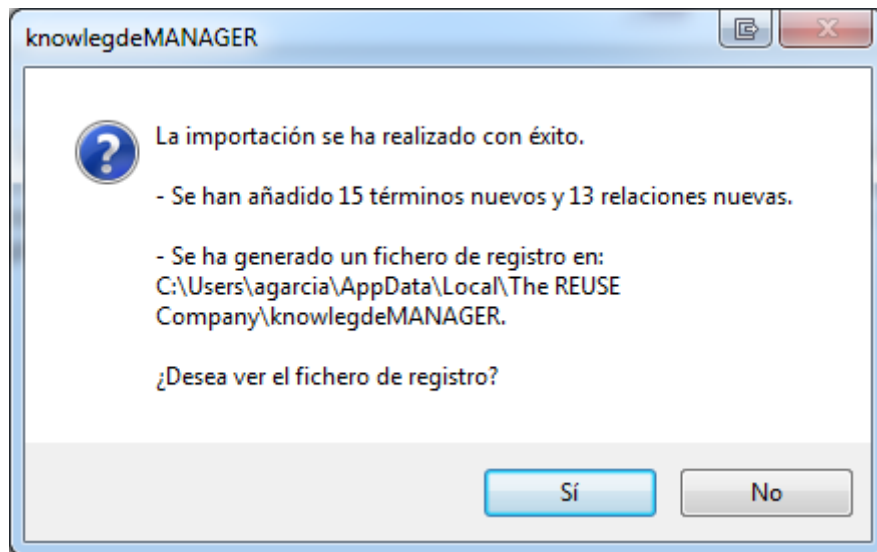 knowlegdeMANAGER
La importación se ha realizado con éxito.
- Se han añadido 15 términos nuevos y 13 relaciones nuevas.
- Se ha generado un fichero de registro en:
C:\Users\agarcia\AppData\Local\The REUSE
Company\knowlegdeMANAGER.
¿Desea ver el fichero de registro?
Sí
No